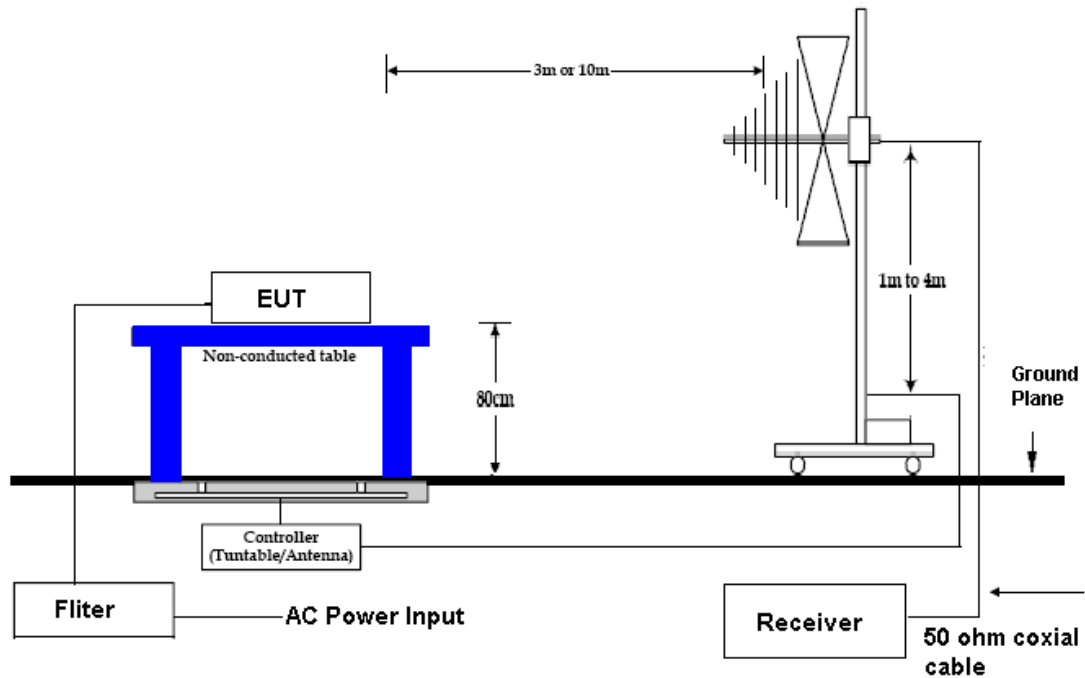 3m or 10m
EUT
Non-conducted table
80cm
1m to 4m
Ground
Plane
Controller
(Tuntable/Antenna)
Fliter
AC Power Input
Receiver
50 ohm coxial
cable